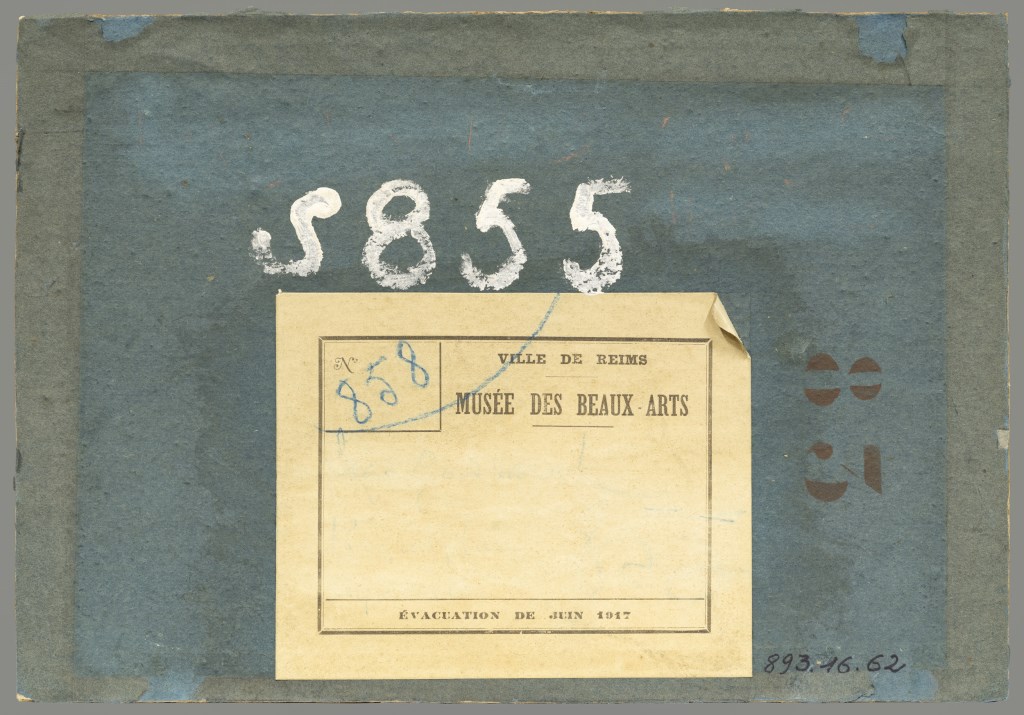 S855
N°
858
VILLE DE REIMS
MUSÉE DES BEAUX-ARTS
ÉVACUATION DE JUIN 1917
893.16.62